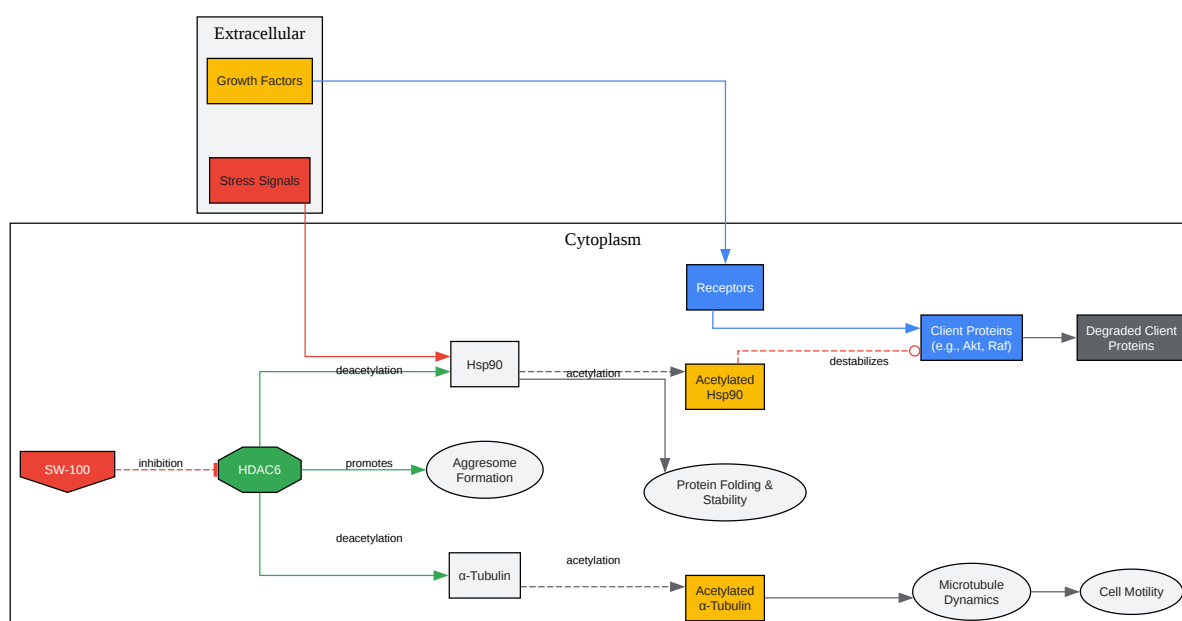 Extracellular
Growth Factors
Stress Signals
Cytoplasm
Receptors
Client Proteins
(e.g., Akt, Raf)
Degraded Client
Proteins
destabilizes
Hsp90
deacetylation
acetylation
Acetylated
Hsp90
SW-100
inhibition
HDAC6
promotes
Aggresome
Formation
Protein Folding &
Stability
deacetylation
α-Tubulin
acetylation
Acetylated
α-Tubulin
Microtubule
Dynamics
Cell Motility